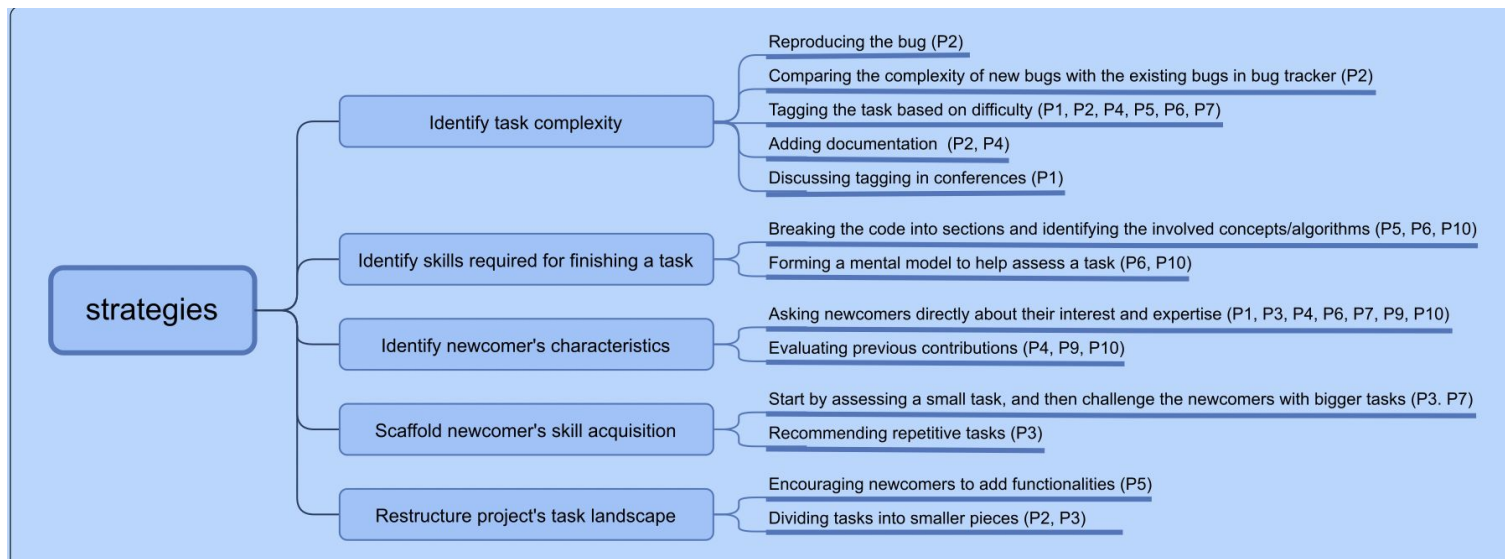 strategies
Identify task complexity
Reproducing the bug (P2)
Comparing the complexity of new bugs with the existing bugs in bug tracker (P2)
Tagging the task based on difficulty (P1, P2, P4, P5, P6, P7)
Adding documentation  (P2, P4)
Discussing tagging in conferences (P1)
Identify skills required for finishing a task
Breaking the code into sections and identifying the involved concepts/algorithms (P5, P6, P10)
Forming a mental model to help assess a task (P6, P10)
Identify newcomer's characteristics
Asking newcomers directly about their interest and expertise (P1, P3, P4, P6, P7, P9, P10)
Evaluating previous contributions (P4, P9, P10)
Scaffold newcomer's skill acquisition
Start by assessing a small task, and then challenge the newcomers with bigger tasks (P3. P7)
Recommending repetitive tasks (P3)
Restructure project's task landscape
Encouraging newcomers to add functionalities (P5)
Dividing tasks into smaller pieces (P2, P3)